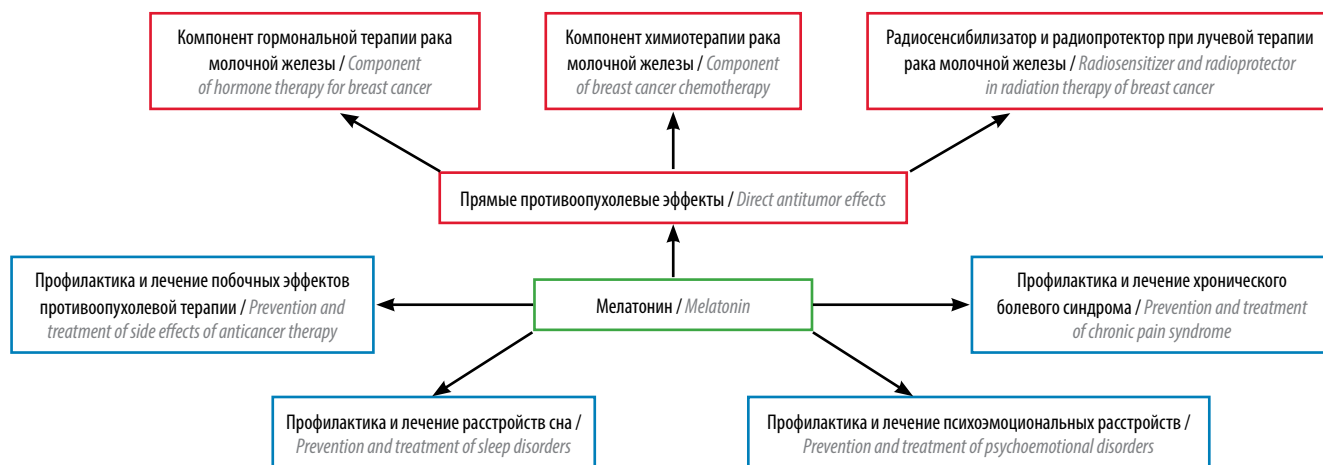 Компонент гормональной терапии рака
молочной железы / Component
of hormone therapy for breast cancer
Компонент химиотерапии рака
молочной железы / Component
of breast cancer chemotherapy
Радиосенсибилизатор и радиопротектор при лучевой терапии
рака молочной железы / Radiosensitizer and radioprotector
in radiation therapy of breast cancer
Прямые противоопухолевые эффекты / Direct antitumor effects
Профилактика и лечение побочных эффектов
противоопухолевой терапии / Prevention and
treatment of side effects of anticancer therapy
Мелатонин / Melatonin
Профилактика и лечение хронического
болевого синдрома / Prevention and treatment
of chronic pain syndrome
Профилактика и лечение расстройств сна /
Prevention and treatment of sleep disorders
Профилактика и лечение психоэмоциональных расстройств /
Prevention and treatment of psychoemotional disorders